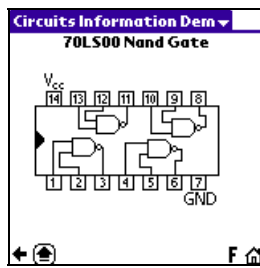 Circuits Information Dem
70LS00 Nand Gate
Vcc
14 13 12 11 10 9 8
1 2 3 4 5 6 7
GND
F